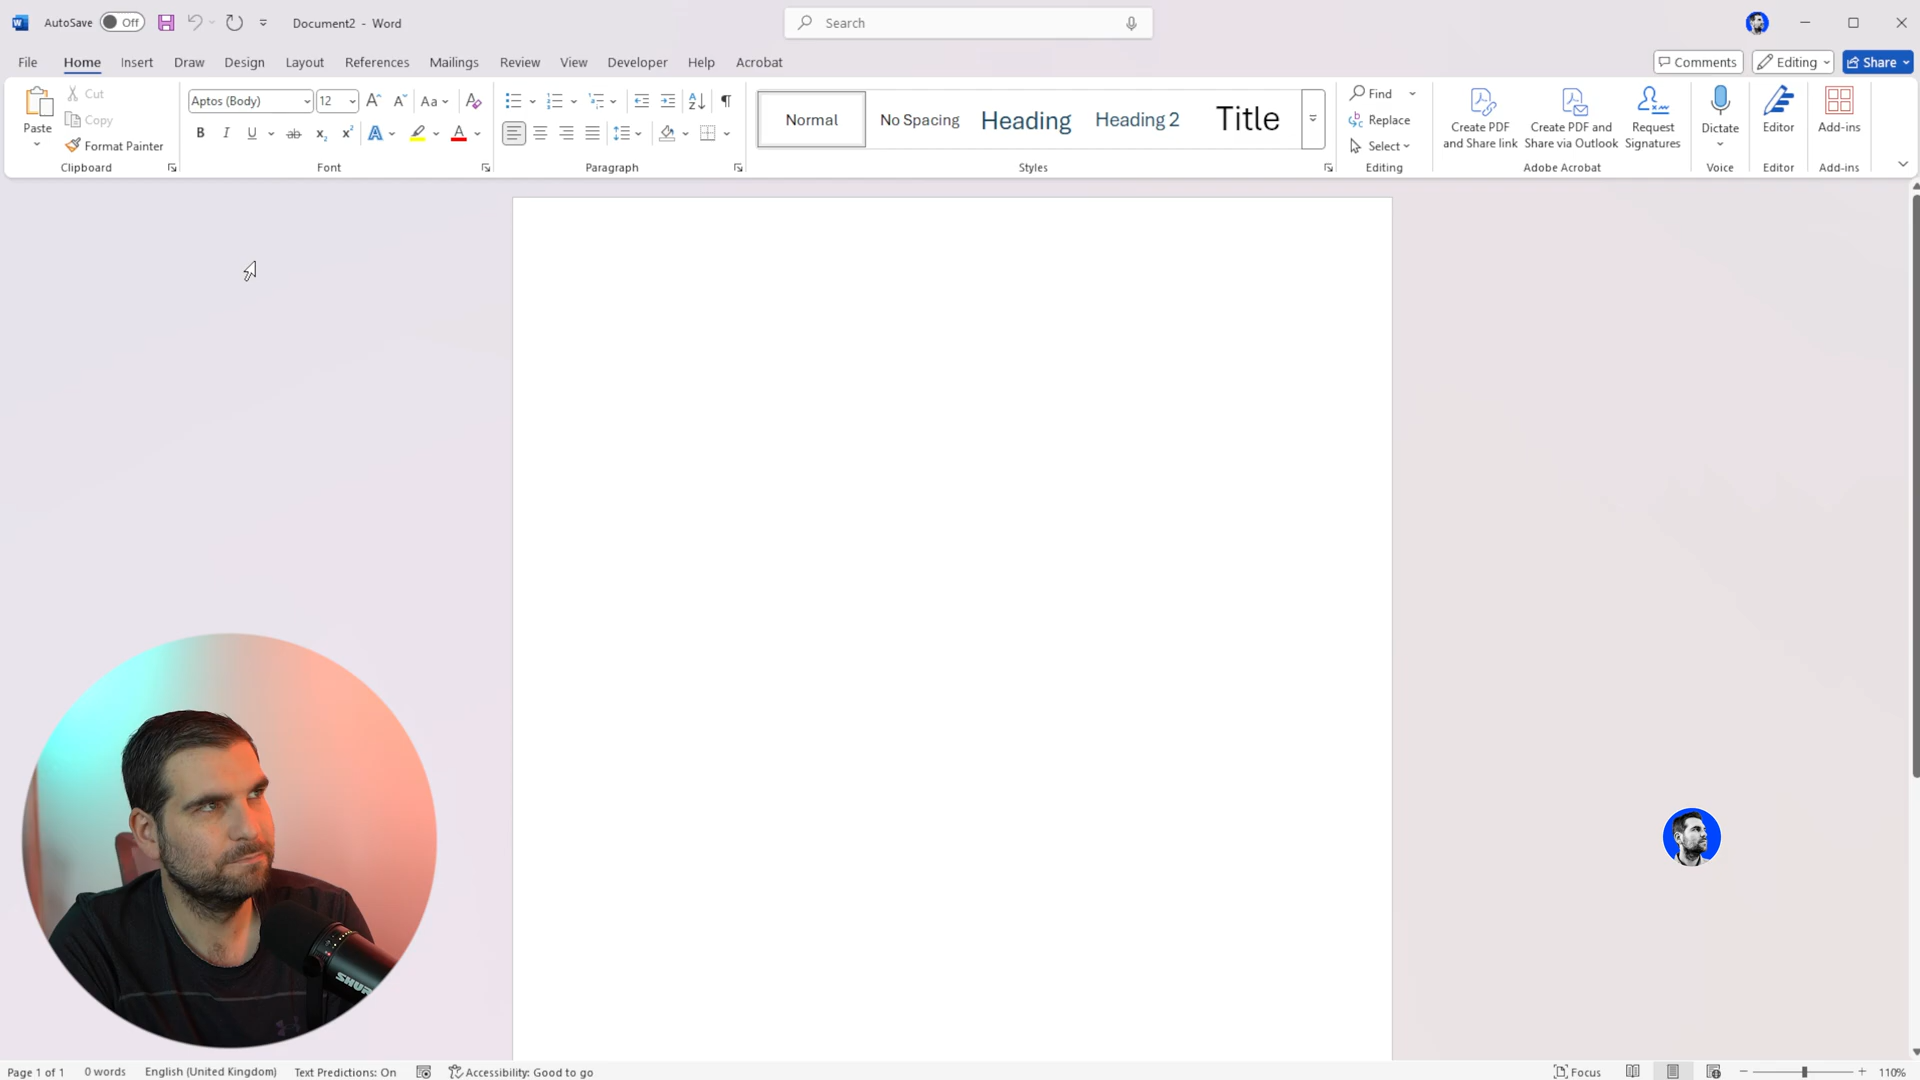 AutoSave Off Document2 - Word Search
File Home Insert Draw Design Layout References Mailings Review View Developer Help Acrobat Comments Editing Share
Paste
Cut
Copy
Format Painter
Clipboard
Aptos (Body) 12
Font
Paragraph
Normal No Spacing Heading Heading 2 Title
Styles
Find
Replace
Select
Editing
Create PDF
and Share link
Create PDF and
Share via Outlook
Request
Signatures
Adobe Acrobat
Dictate
Voice
Editor
Editor
Add-ins
Add-ins
SHURE
Page 1 of 1 0 words English (United Kingdom) Text Predictions: On Accessibility: Good to go Focus 110%